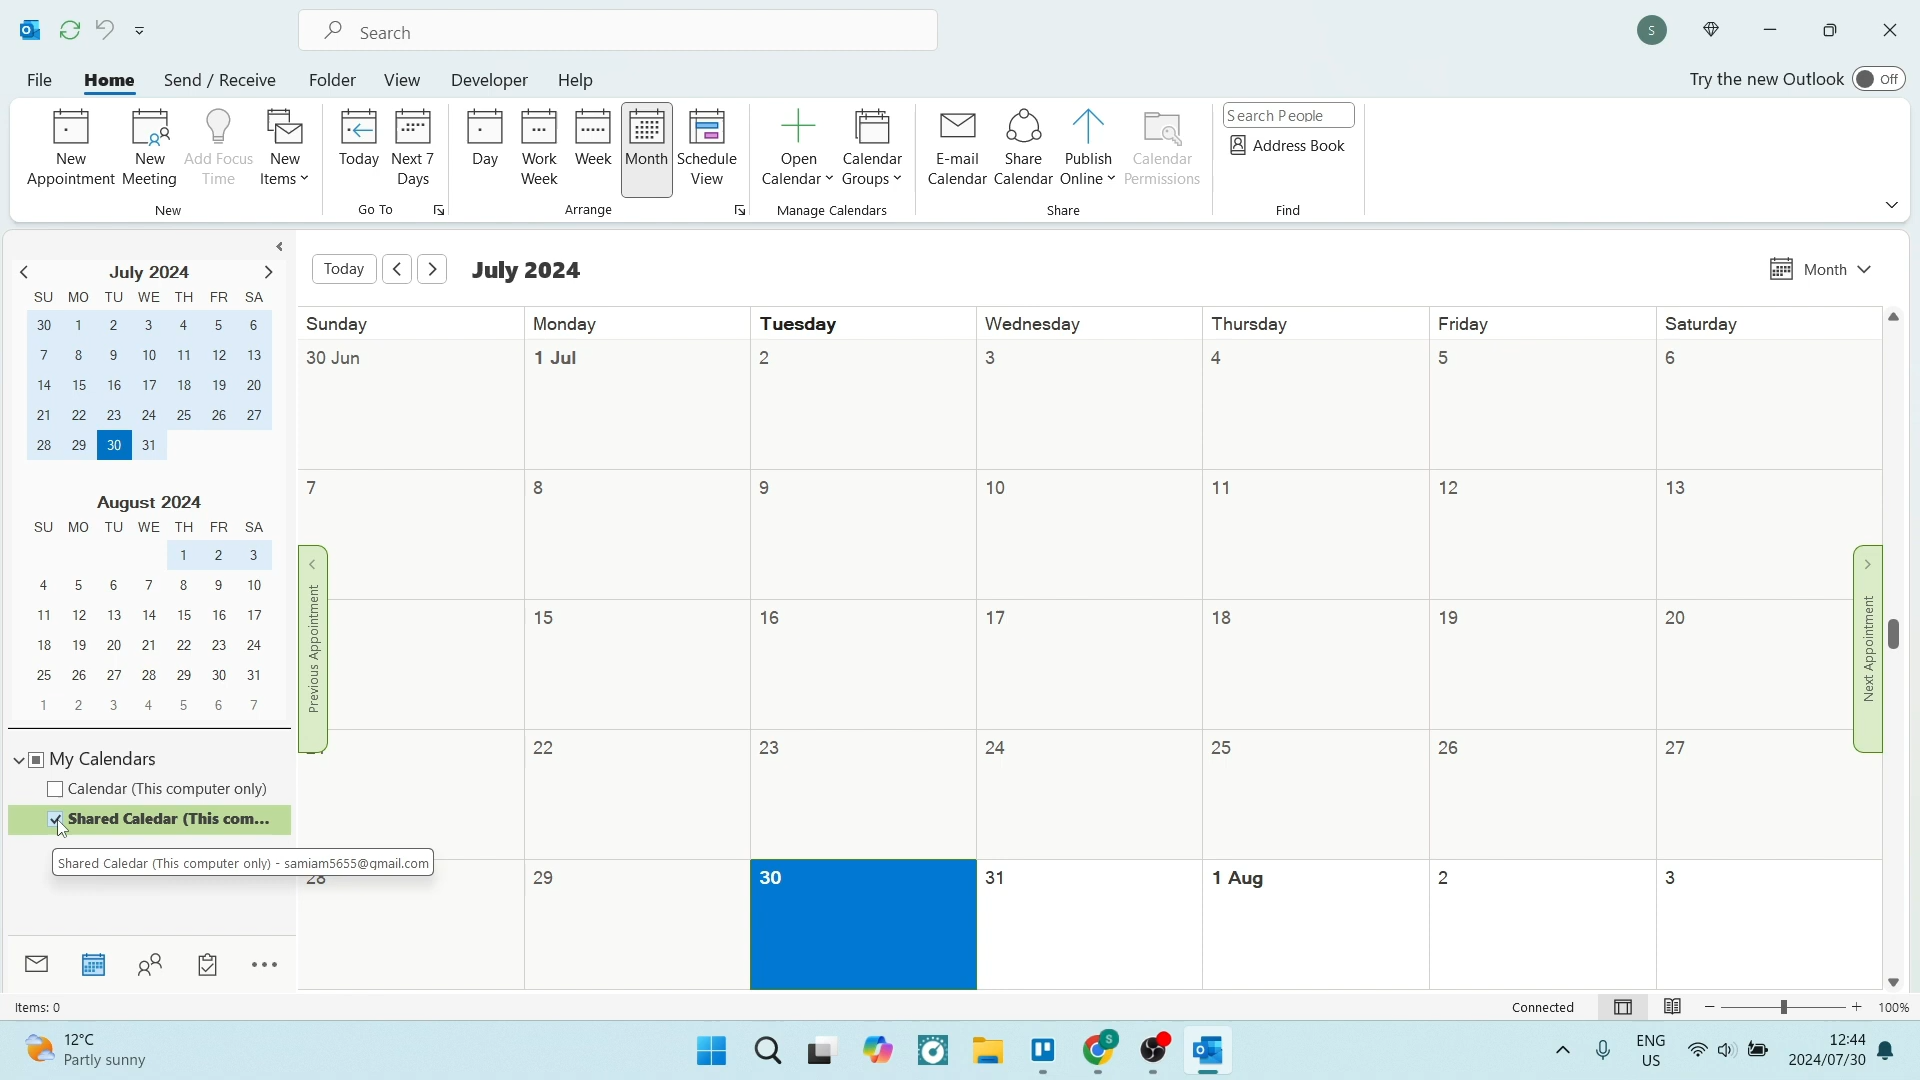 Search
S
File Home Send / Receive Folder View Developer Help
Try the new Outlook Off
New Appointment
New Meeting
Add Focus Time
New Items
New
Today
Next 7 Days
Go To
Day
Work Week
Week
Month
Schedule View
Arrange
Open Calendar
Calendar Groups
Manage Calendars
E-mail Calendar
Share Calendar
Publish Online
Calendar Permissions
Share
Search People
Address Book
Find
July 2024
SU MO TU WE TH FR SA
30 1 2 3 4 5 6
7 8 9 10 11 12 13
14 15 16 17 18 19 20
21 22 23 24 25 26 27
28 29 30 31
August 2024
SU MO TU WE TH FR SA
1 2 3
4 5 6 7 8 9 10
11 12 13 14 15 16 17
18 19 20 21 22 23 24
25 26 27 28 29 30 31
1 2 3 4 5 6 7
My Calendars
Calendar (This computer only)
Shared Caledar (This com...
Shared Caledar (This computer only) - samiam5655@gmail.com
Today
July 2024
Month
Sunday Monday Tuesday Wednesday Thursday Friday Saturday
30 Jun 1 Jul 2 3 4 5 6
7 8 9 10 11 12 13
15 16 17 18 19 20
22 23 24 25 26 27
28 29 30 31 1 Aug 2 3
Previous Appointment
Next Appointment
Items: 0
Connected
100%
12°C
Partly sunny
S
ENG
US
12:44
2024/07/30